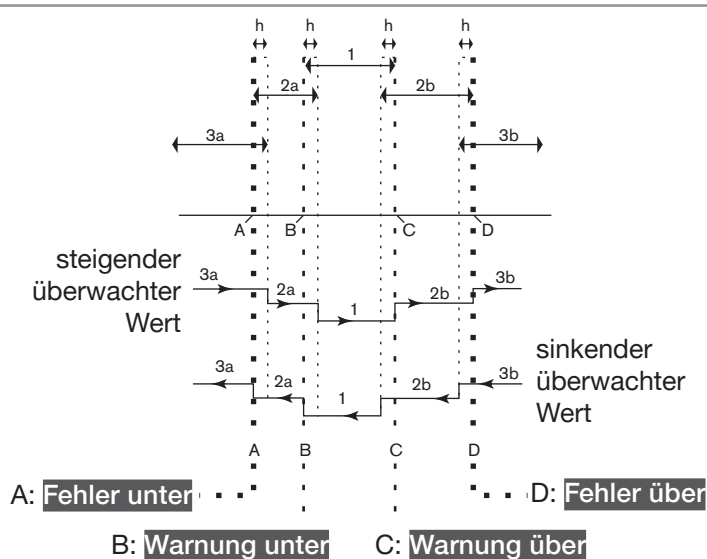 h h h h
1
2a 2b
3a 3b
A B C D
steigender
überwachter
Wert
3a 2a 1 2b 3b
sinkender
überwachter
Wert
3a 2a 1 2b 3b
A B C D
A: Fehler unter D: Fehler über
B: Warnung unter C: Warnung über